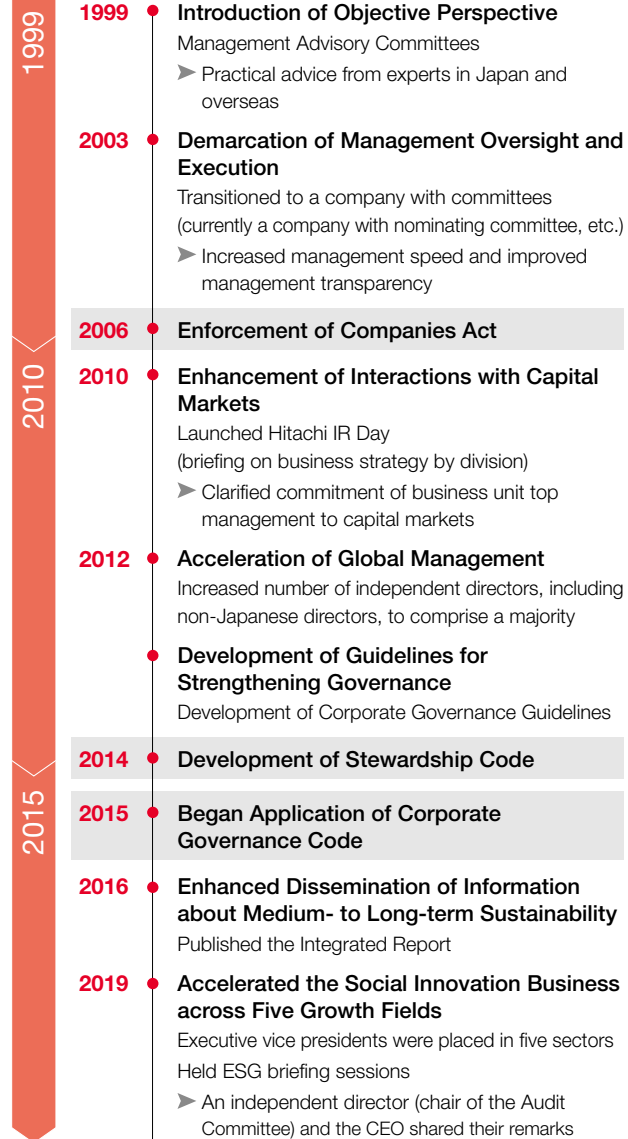 1999
1999 Introduction of Objective Perspective
Management Advisory Committees
➤ Practical advice from experts in Japan and
overseas
2003 Demarcation of Management Oversight and
Execution
Transitioned to a company with committees
(currently a company with nominating committee, etc.)
➤ Increased management speed and improved
management transparency
2006 Enforcement of Companies Act
2010
2010 Enhancement of Interactions with Capital
Markets
Launched Hitachi IR Day
(briefing on business strategy by division)
➤ Clarified commitment of business unit top
management to capital markets
2012 Acceleration of Global Management
Increased number of independent directors, including
non-Japanese directors, to comprise a majority
Development of Guidelines for
Strengthening Governance
Development of Corporate Governance Guidelines
2014 Development of Stewardship Code
2015
2015 Began Application of Corporate
Governance Code
2016 Enhanced Dissemination of Information
about Medium- to Long-term Sustainability
Published the Integrated Report
2019 Accelerated the Social Innovation Business
across Five Growth Fields
Executive vice presidents were placed in five sectors
Held ESG briefing sessions
➤ An independent director (chair of the Audit
Committee) and the CEO shared their remarks